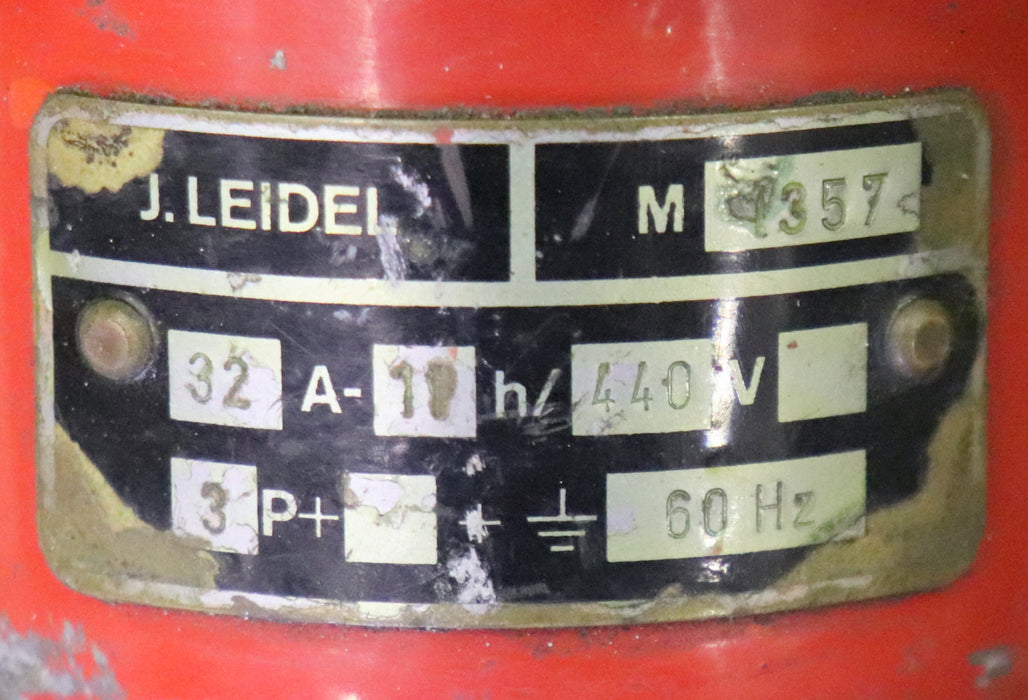 J. LEIDEL
M 1357
32 A- 11 h/ 440 V
3 P+ + ⏚ 60 Hz